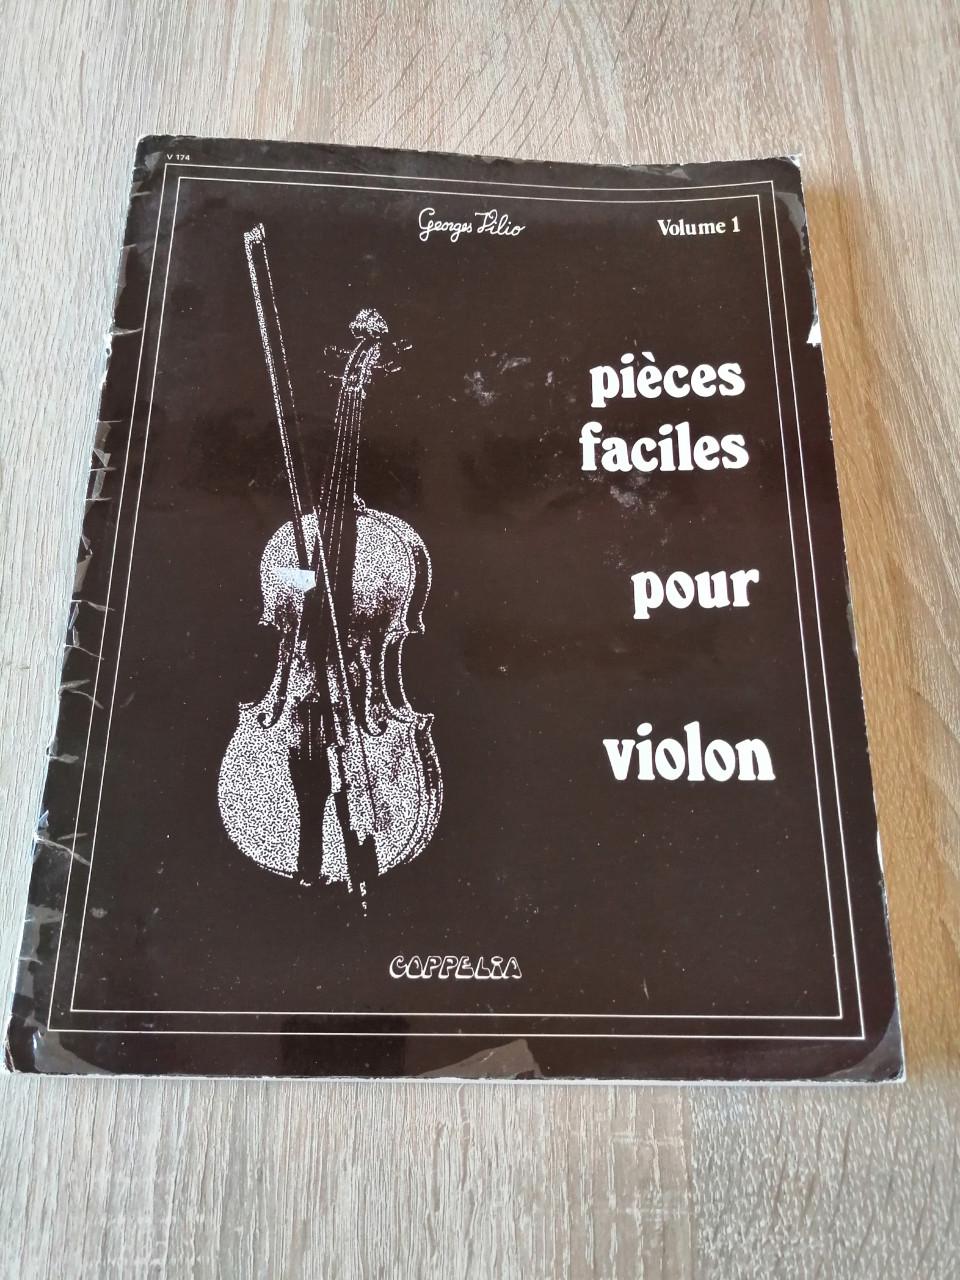 V 174
Georges Pilio
Volume 1
pièces
faciles
pour
violon
COPPELIA